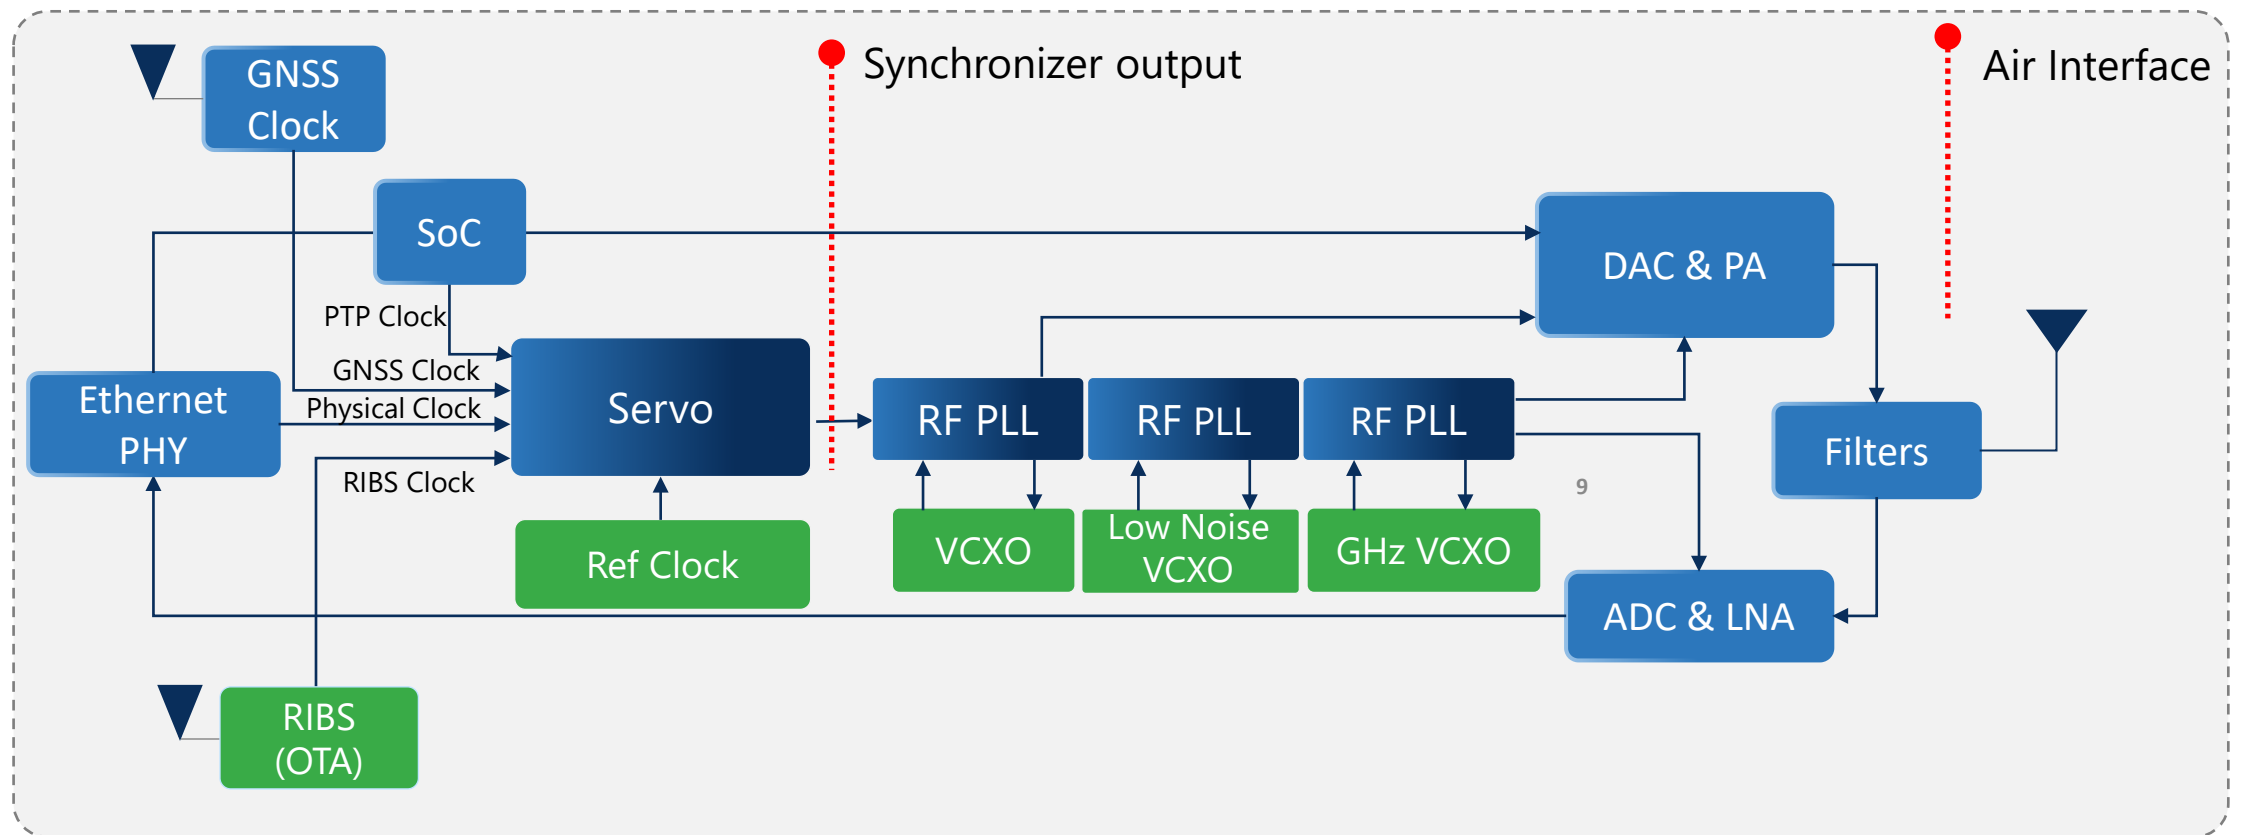 GNSS
Clock
Synchronizer output
Air Interface
SoC
DAC & PA
PTP Clock
GNSS Clock
Physical Clock
RIBS Clock
Ethernet
PHY
Servo
RF PLL
RF PLL
RF PLL
Filters
9
Ref Clock
VCXO
Low Noise
VCXO
GHz VCXO
ADC & LNA
RIBS
(OTA)